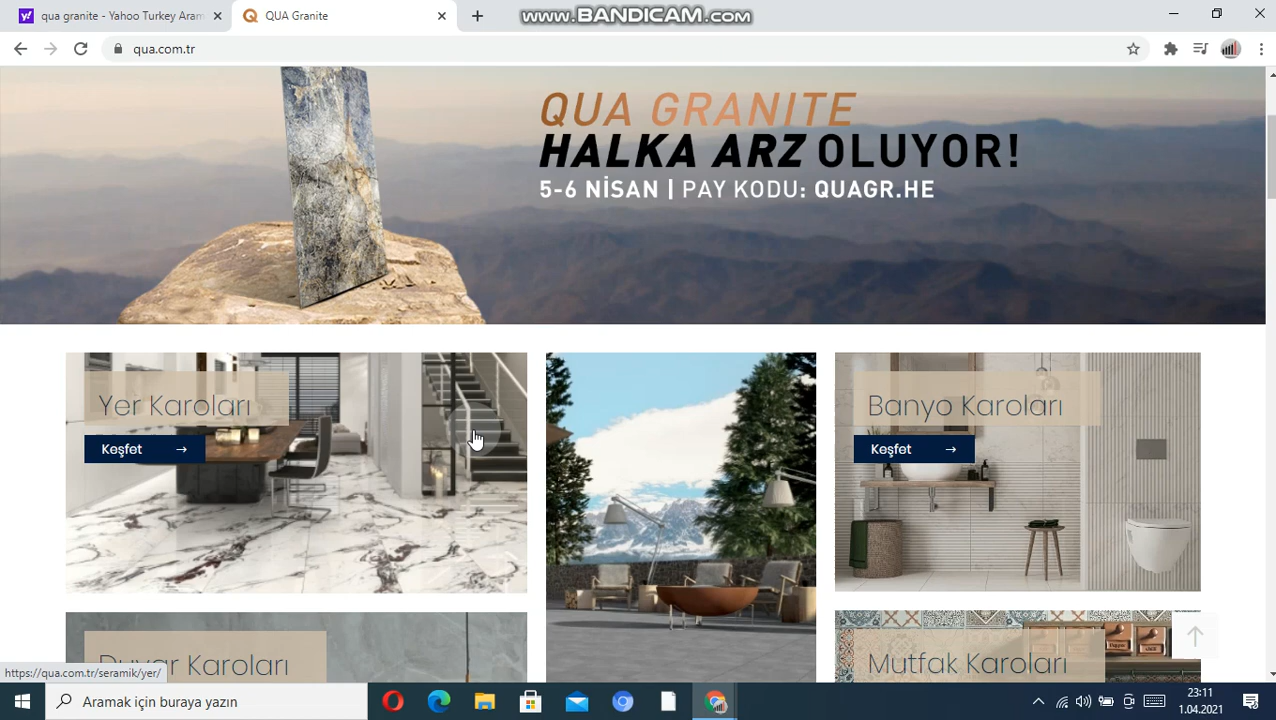 qua granite - Yahoo Turkey Aram
QUA Granite
www.BANDICAM.com
qua.com.tr
QUA GRANITE
HALKA ARZ OLUYOR!
5-6 NİSAN | PAY KODU: QUAGR.HE
Yer Karoları
Keşfet →
Banyo Karoları
Keşfet →
Duvar Karoları
Mutfak Karoları
https://qua.com.tr/seramik/yer/
Aramak için buraya yazın
23:11
1.04.2021